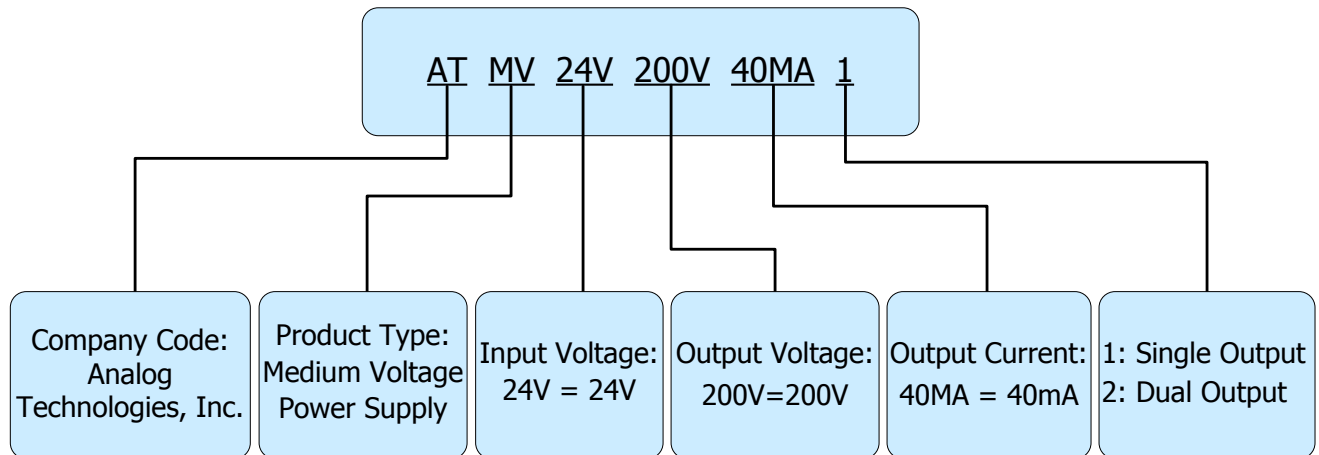 AT MV 24V 200V 40MA 1
Company Code:
Analog
Technologies, Inc.
Product Type:
Medium Voltage
Power Supply
Input Voltage:
24V = 24V
Output Voltage:
200V=200V
Output Current:
40MA = 40mA
1: Single Output
2: Dual Output